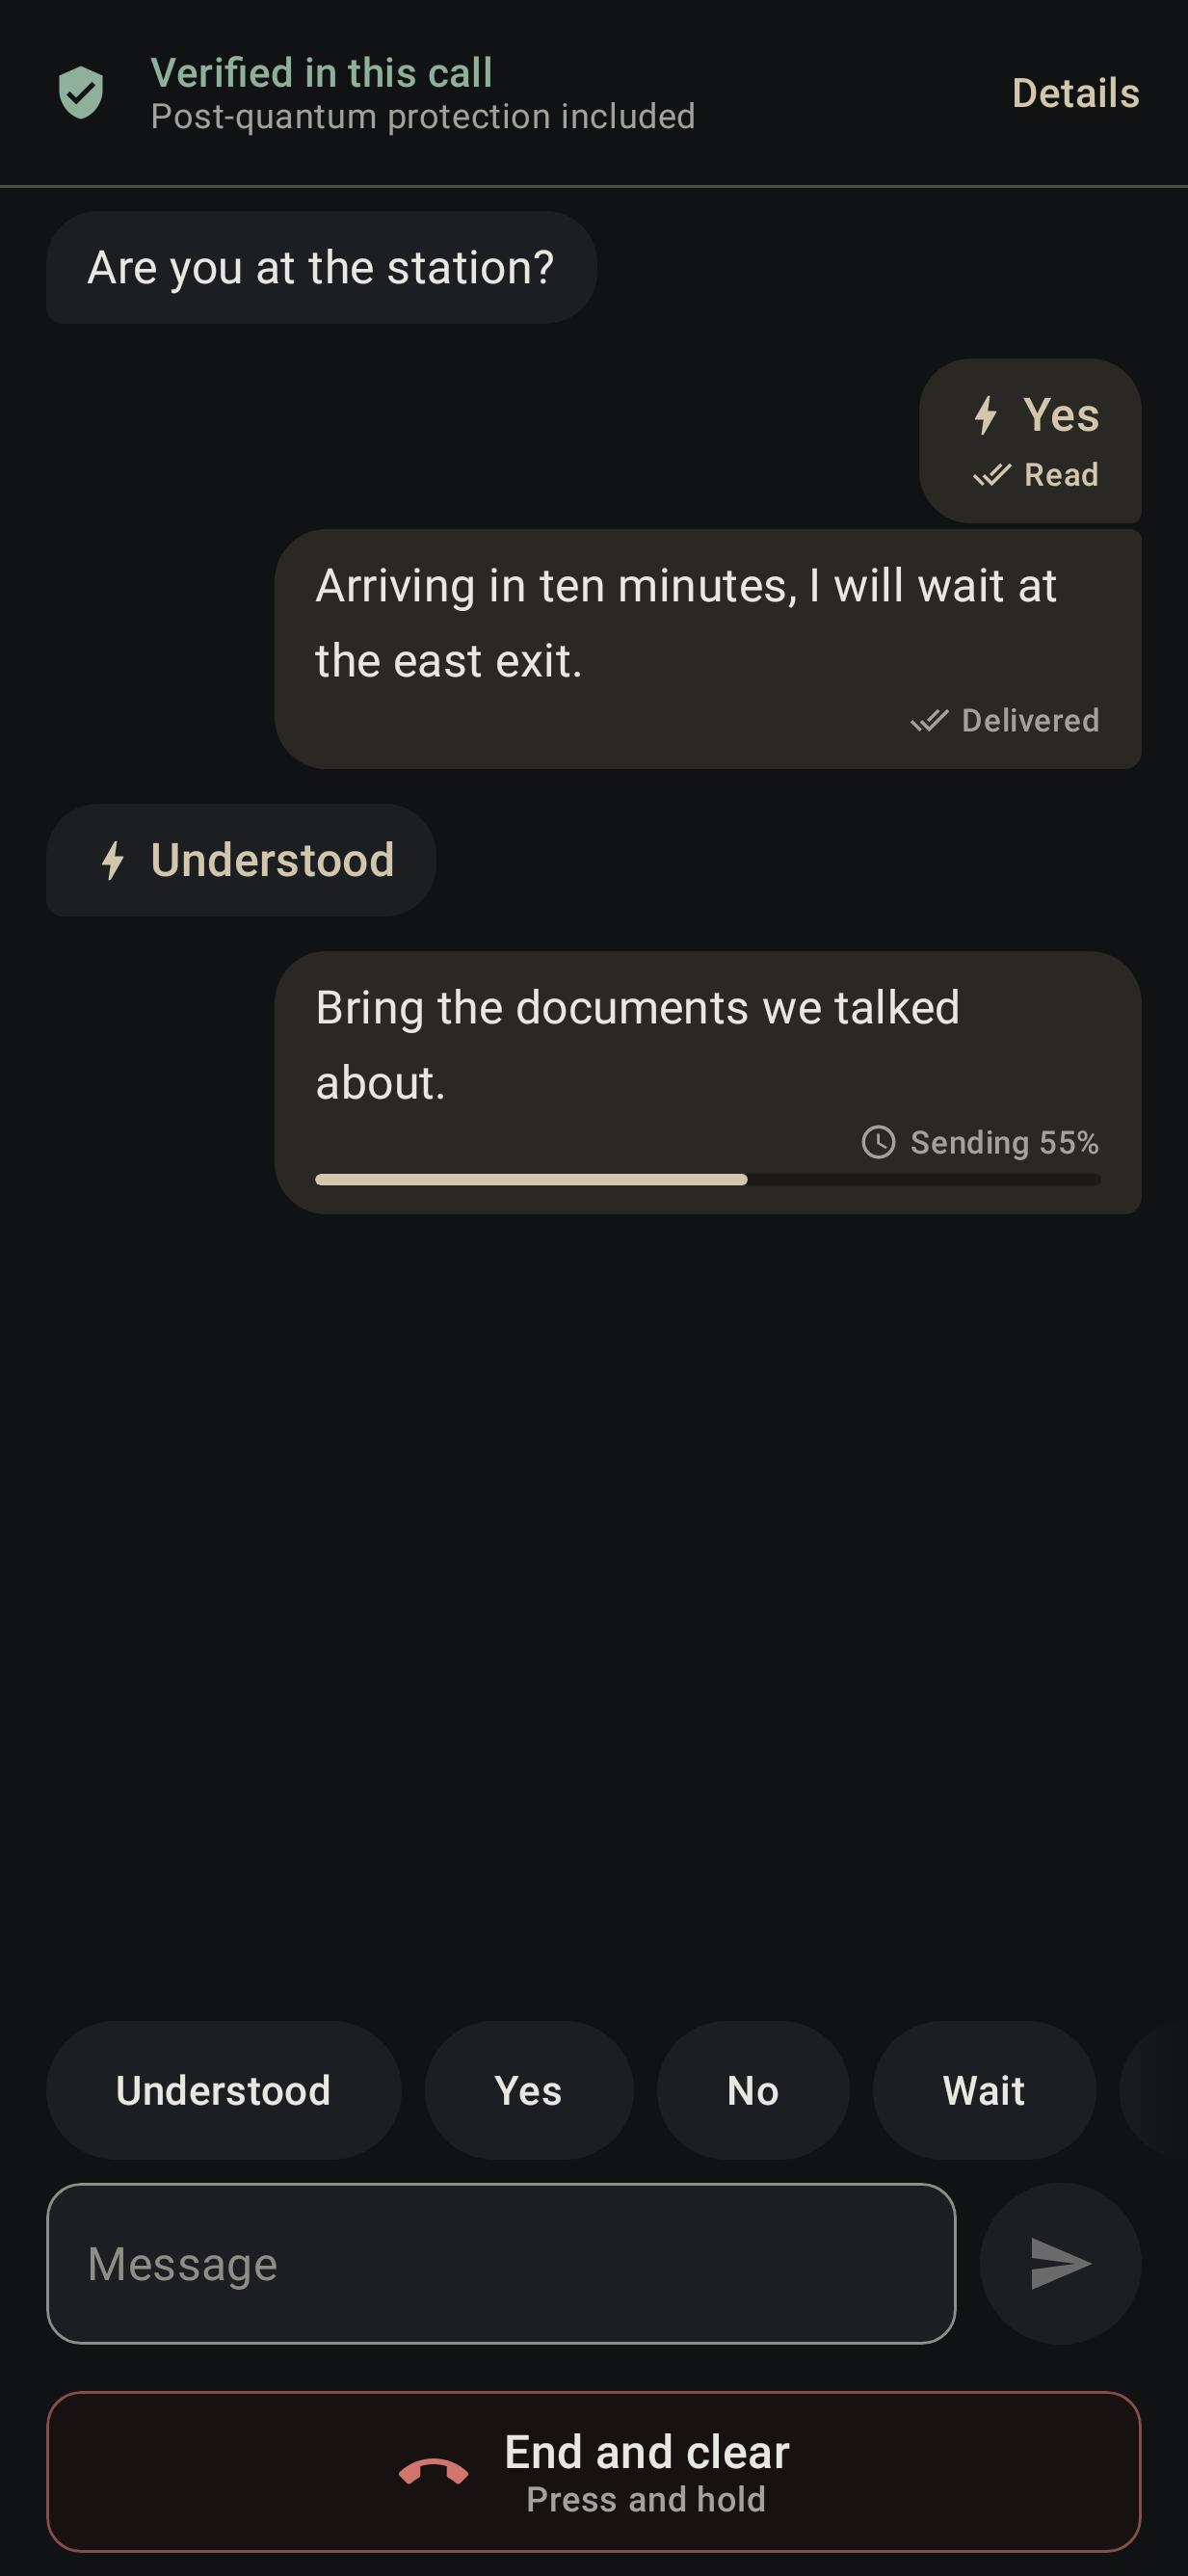 Verified in this call
Post-quantum protection included
Details
Are you at the station?
Yes
Read
Arriving in ten minutes, I will wait at
the east exit.
Delivered
Understood
Bring the documents we talked
about.
Sending 55%
Understood
Yes
No
Wait
Message
End and clear
Press and hold